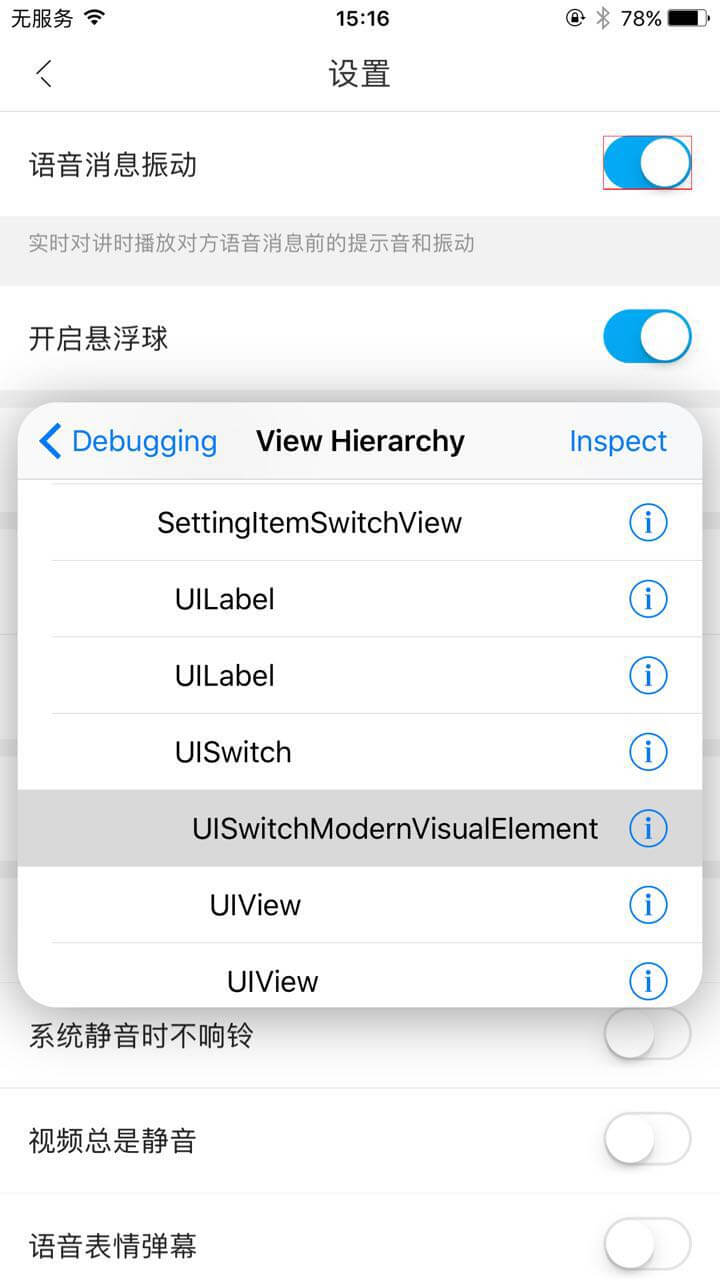 无服务 15:16 78%
设置
语音消息振动
实时对讲时播放对方语音消息前的提示音和振动
开启悬浮球
Debugging View Hierarchy Inspect
SettingItemSwitchView
UILabel
UILabel
UISwitch
UISwitchModernVisualElement
UIView
UIView
系统静音时不响铃
视频总是静音
语音表情弹幕